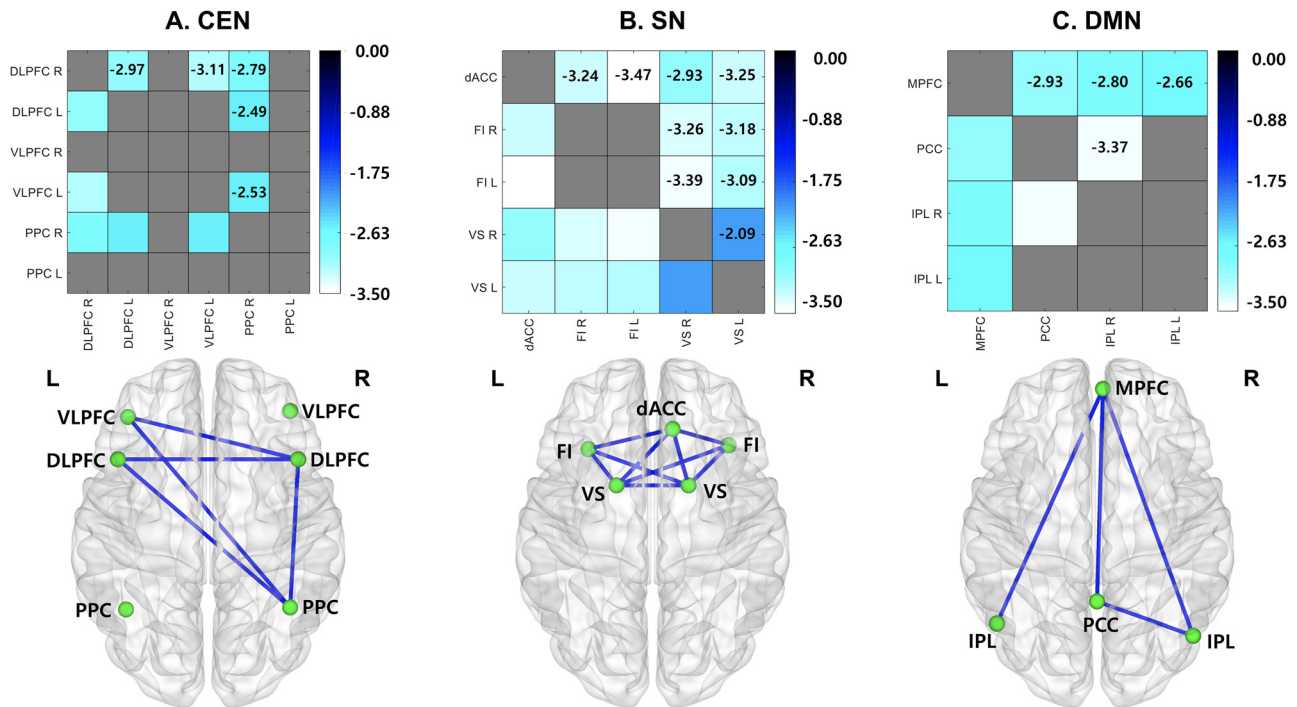 A. CEN
B. SN
C. DMN
DLPFC R
DLPFC L
VLPFC R
VLPFC L
PPC R
PPC L
-2.97 -3.11 -2.79
-2.49
-2.53
DLPFC R
DLPFC L
VLPFC R
VLPFC L
PPC R
PPC L
0.00
-0.88
-1.75
-2.63
-3.50
dACC
FI R
FI L
VS R
VS L
-3.24 -3.47 -2.93 -3.25
-3.26 -3.18
-3.39 -3.09
-2.09
dACC
FI R
FI L
VS R
VS L
0.00
-0.88
-1.75
-2.63
-3.50
MPFC
PCC
IPL R
IPL L
-2.93 -2.80 -2.66
-3.37
MPFC
PCC
IPL R
IPL L
0.00
-0.88
-1.75
-2.63
-3.50
L R
VLPFC VLPFC
DLPFC DLPFC
PPC PPC
L R
dACC
FI FI
VS VS
L R
MPFC
PCC
IPL IPL